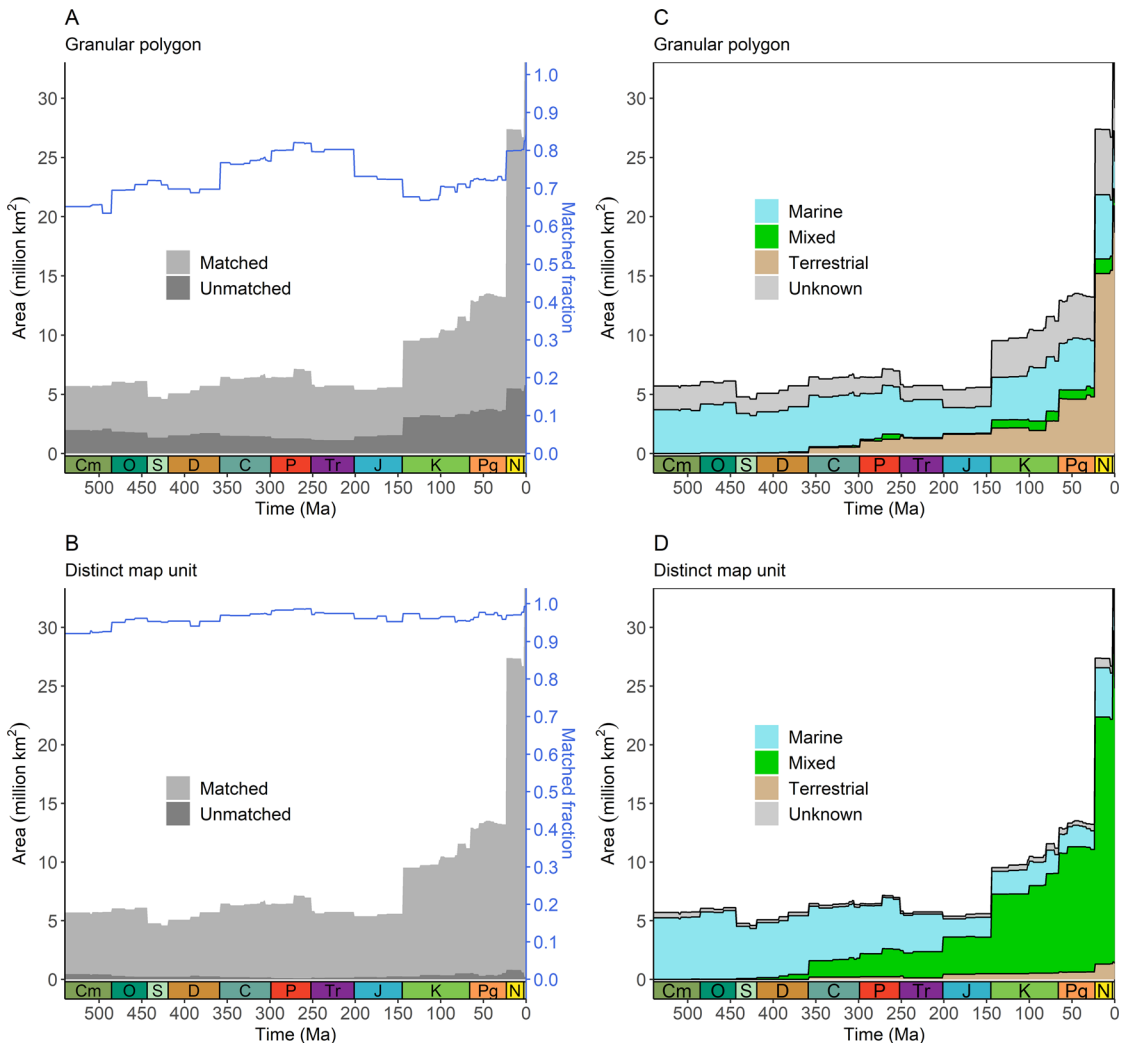 A
Granular polygon
Area (million km²)
30
25
20
15
10
5
0
1.0
0.9
0.8
0.7
0.6
0.5
0.4
0.3
0.2
0.1
0.0
Matched fraction
Matched
Unmatched
Cm O S D C P Tr J K Pg N
500 450 400 350 300 250 200 150 100 50 0
Time (Ma)
C
Granular polygon
Area (million km²)
30
25
20
15
10
5
0
Marine
Mixed
Terrestrial
Unknown
Cm O S D C P Tr J K Pg N
500 450 400 350 300 250 200 150 100 50 0
Time (Ma)
B
Distinct map unit
Area (million km²)
30
25
20
15
10
5
0
1.0
0.9
0.8
0.7
0.6
0.5
0.4
0.3
0.2
0.1
0.0
Matched fraction
Matched
Unmatched
Cm O S D C P Tr J K Pg N
500 450 400 350 300 250 200 150 100 50 0
Time (Ma)
D
Distinct map unit
Area (million km²)
30
25
20
15
10
5
0
Marine
Mixed
Terrestrial
Unknown
Cm O S D C P Tr J K Pg N
500 450 400 350 300 250 200 150 100 50 0
Time (Ma)